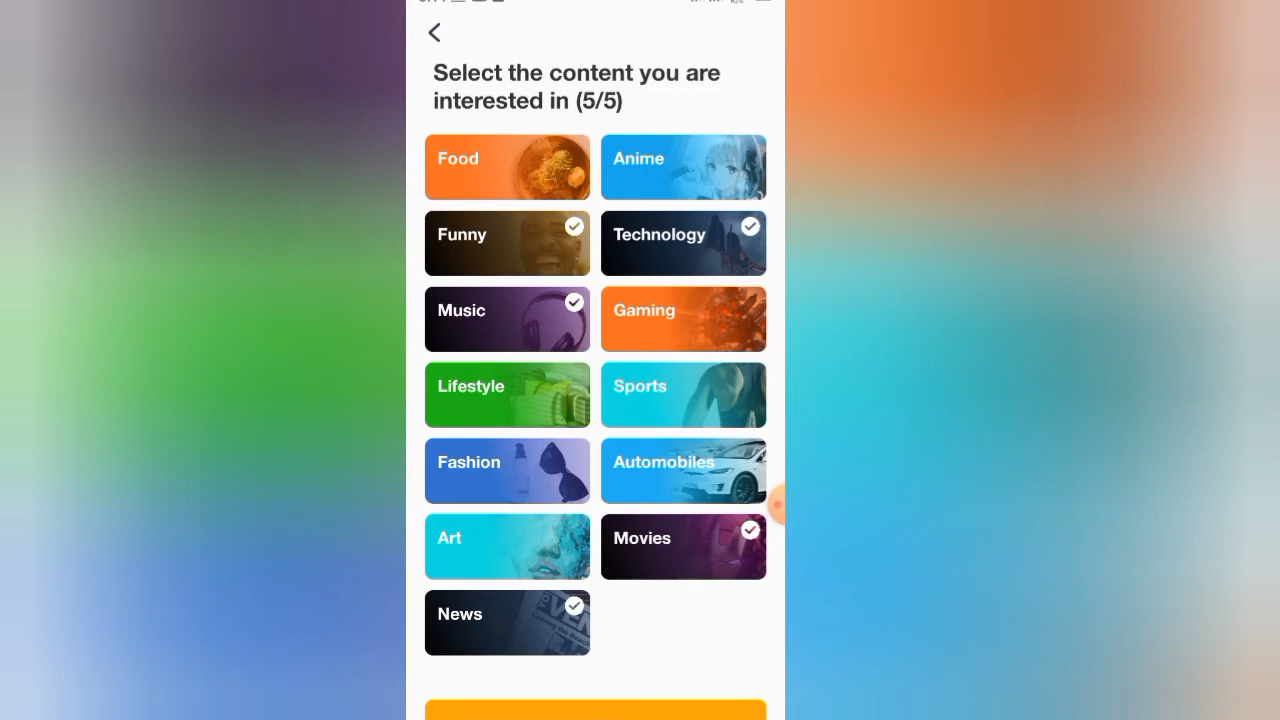 Select the content you are
interested in (5/5)
Food
Anime
Funny
Technology
Music
Gaming
Lifestyle
Sports
Fashion
Automobiles
Art
Movies
News